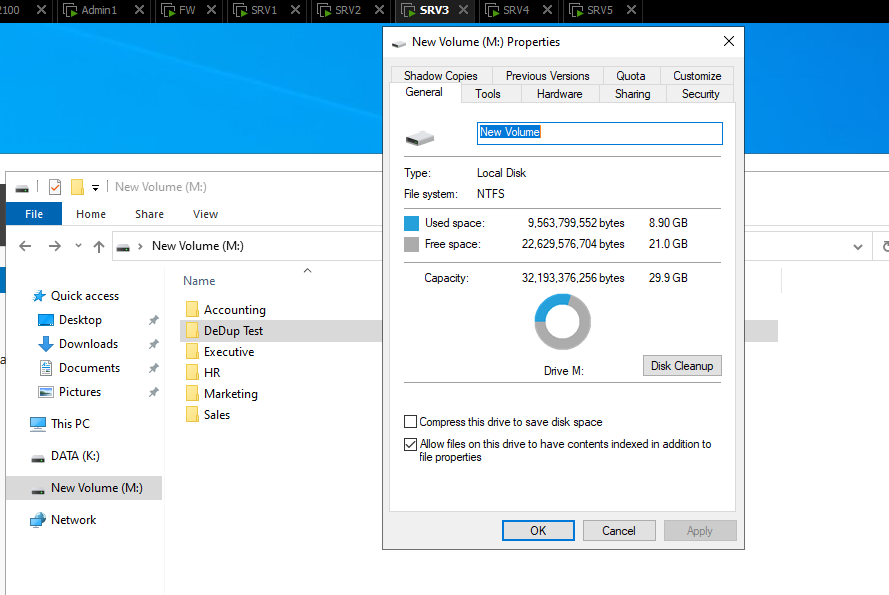 2100 Admin1 FW SRV1 SRV2 SRV3 SRV4 SRV5
New Volume (M:) Properties
Shadow Copies Previous Versions Quota Customize
General Tools Hardware Sharing Security
New Volume
Type: Local Disk
File system: NTFS
Used space: 9,563,799,552 bytes 8.90 GB
Free space: 22,629,576,704 bytes 21.0 GB
Capacity: 32,193,376,256 bytes 29.9 GB
Drive M:
Disk Cleanup
Compress this drive to save disk space
Allow files on this drive to have contents indexed in addition to
file properties
OK Cancel Apply
New Volume (M:)
File Home Share View
New Volume (M:)
Quick access
Desktop
Downloads
Documents
Pictures
This PC
DATA (K:)
New Volume (M:)
Network
Name
Accounting
DeDup Test
Executive
HR
Marketing
Sales